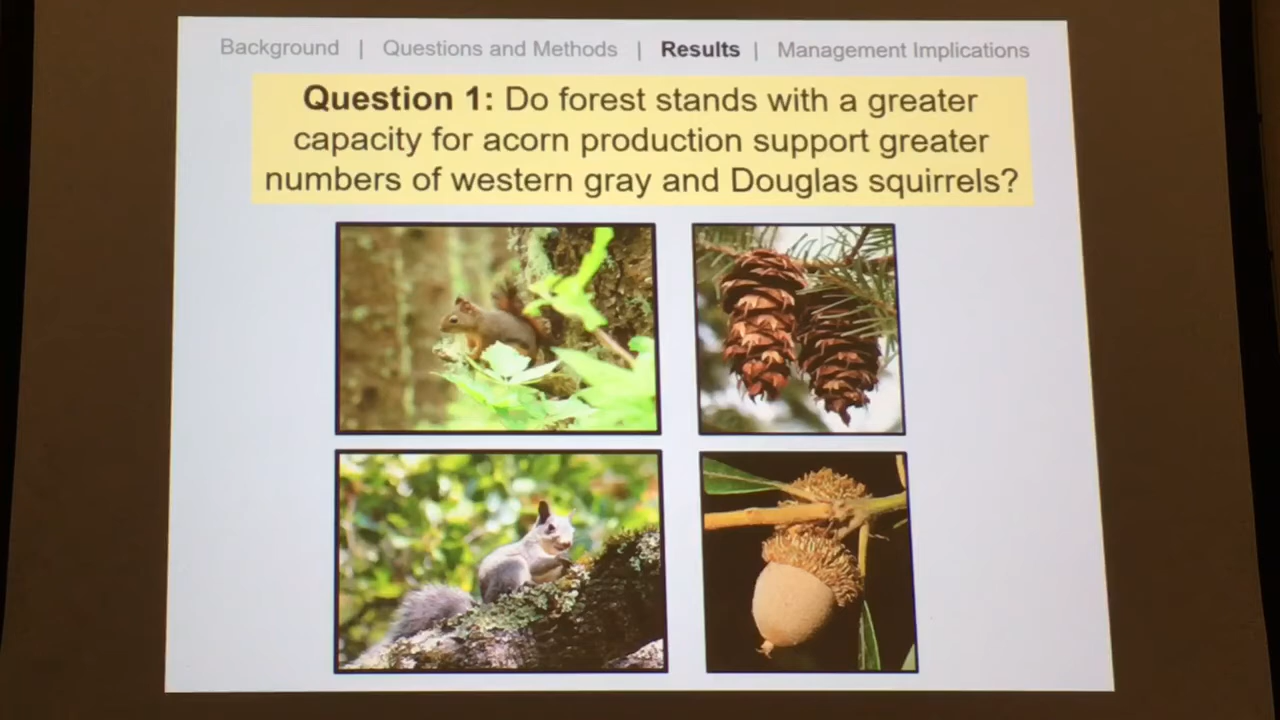 Background | Questions and Methods | Results | Management Implications
Question 1: Do forest stands with a greater
capacity for acorn production support greater
numbers of western gray and Douglas squirrels?